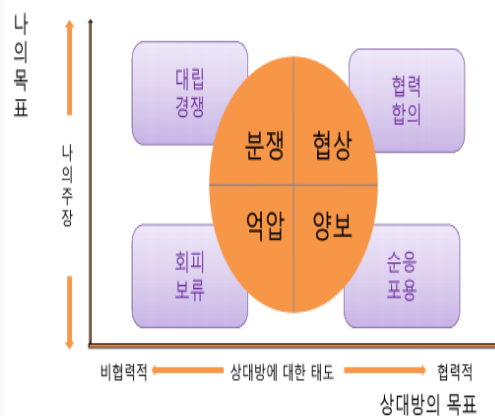 나의 목표
대립
경쟁
협력
합의
분쟁
협상
나의 주장
억압
양보
회피
보류
순응
포용
비협력적
상대방에 대한 태도
협력적
상대방의 목표